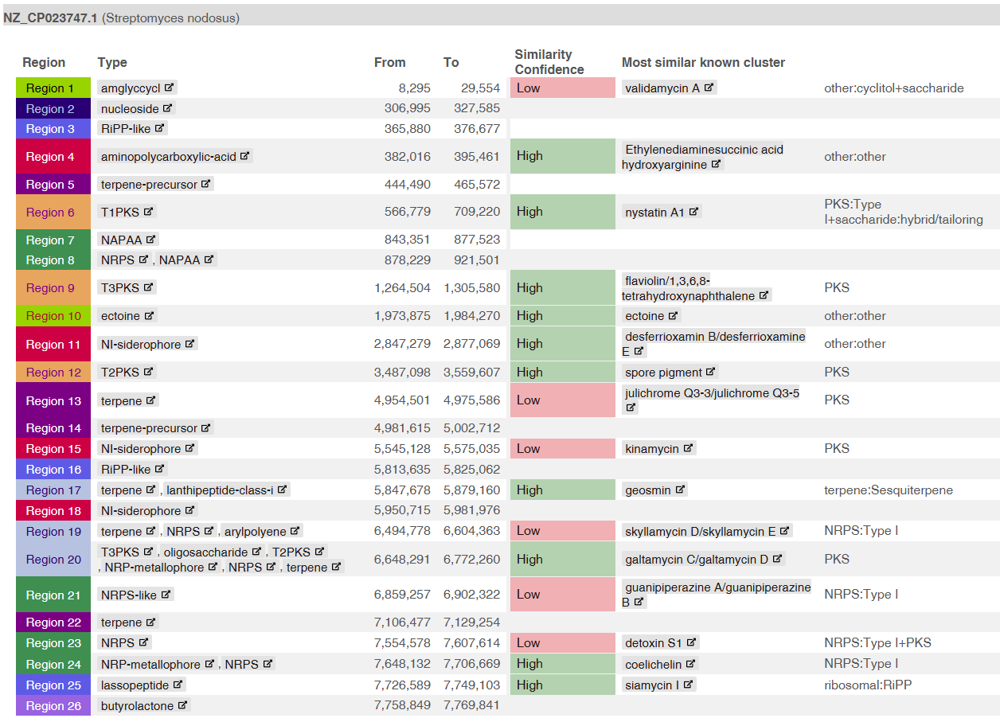 NZ_CP023747.1 (Streptomyces nodosus)
Region Type From To Similarity Confidence Most similar known cluster
Region 1 amglyccycl 8,295 29,554 Low validamycin A other:cyclitol+saccharide
Region 2 nucleoside 306,995 327,585
Region 3 RiPP-like 365,880 376,677
Region 4 aminopolycarboxylic-acid 382,016 395,461 High Ethylenediaminesuccinic acid hydroxyarginine other:other
Region 5 terpene-precursor 444,490 465,572
Region 6 T1PKS 566,779 709,220 High nystatin A1 PKS:Type I+saccharide:hybrid/tailoring
Region 7 NAPAA 843,351 877,523
Region 8 NRPS , NAPAA 878,229 921,501
Region 9 T3PKS 1,264,504 1,305,580 High flaviolin/1,3,6,8-tetrahydroxynaphthalene PKS
Region 10 ectoine 1,973,875 1,984,270 High ectoine other:other
Region 11 NI-siderophore 2,847,279 2,877,069 High desferrioxamin B/desferrioxamine E other:other
Region 12 T2PKS 3,487,098 3,559,607 High spore pigment PKS
Region 13 terpene 4,954,501 4,975,586 Low julichrome Q3-3/julichrome Q3-5 PKS
Region 14 terpene-precursor 4,981,615 5,002,712
Region 15 NI-siderophore 5,545,128 5,575,035 Low kinamycin PKS
Region 16 RiPP-like 5,813,635 5,825,062
Region 17 terpene , lanthipeptide-class-i 5,847,678 5,879,160 High geosmin terpene:Sesquiterpene
Region 18 NI-siderophore 5,950,715 5,981,976
Region 19 terpene , NRPS , arylpolyene 6,494,778 6,604,363 Low skyllamycin D/skyllamycin E NRPS:Type I
Region 20 T3PKS , oligosaccharide , T2PKS , NRP-metallophore , NRPS , terpene 6,648,291 6,772,260 High galtamycin C/galtamycin D PKS
Region 21 NRPS-like 6,859,257 6,902,322 Low guanipiperazine A/guanipiperazine B NRPS:Type I
Region 22 terpene 7,106,477 7,129,254
Region 23 NRPS 7,554,578 7,607,614 Low detoxin S1 NRPS:Type I+PKS
Region 24 NRP-metallophore , NRPS 7,648,132 7,706,669 High coelichelin NRPS:Type I
Region 25 lassopeptide 7,726,589 7,749,103 High siamycin I ribosomal:RiPP
Region 26 butyrolactone 7,758,849 7,769,841